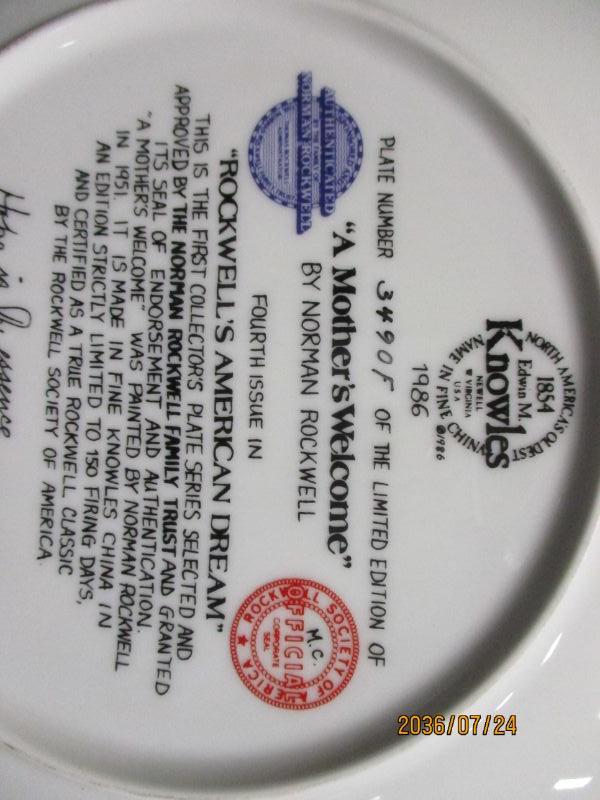 NORTH AMERICA'S OLDEST
1854
Edwin M.
Knowles
NEWELL
W VIRGINIA
U.S.A.
NAME IN FINE CHINA
©1986
1986
PLATE NUMBER 3490F OF THE LIMITED EDITION OF
"A Mother's Welcome"
BY NORMAN ROCKWELL
AUTHENTICATED
NORMAN ROCKWELL
ROCKWELL SOCIETY OF AMERICA
M.C.
OFFICIAL
CORPORATE
SEAL
FOURTH ISSUE IN
"ROCKWELL'S AMERICAN DREAM"
THIS IS THE FIRST COLLECTOR'S PLATE SERIES SELECTED AND
APPROVED BY THE NORMAN ROCKWELL FAMILY TRUST AND GRANTED
ITS SEAL OF ENDORSEMENT AND AUTHENTICATION.
"A MOTHER'S WELCOME" WAS PAINTED BY NORMAN ROCKWELL
IN 1951. IT IS MADE IN FINE KNOWLES CHINA IN
AN EDITION STRICTLY LIMITED TO 150 FIRING DAYS,
AND CERTIFIED AS A TRUE ROCKWELL CLASSIC
BY THE ROCKWELL SOCIETY OF AMERICA.
2036/07/24